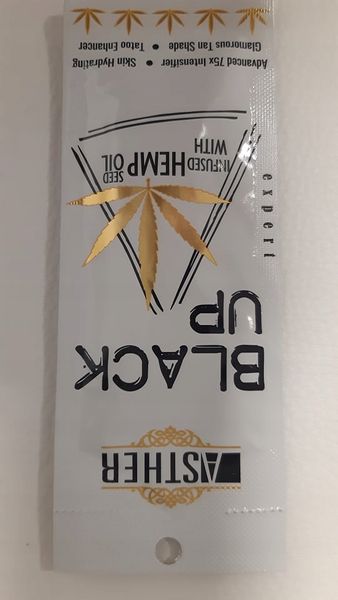 ASTHER
BLACK
UP
expert
INFUSED
WITH
HEMP
SEED
OIL
Advanced 75x Intensifier • Skin Hydrating
Glamorous Tan Shade • Tatoo Enhancer